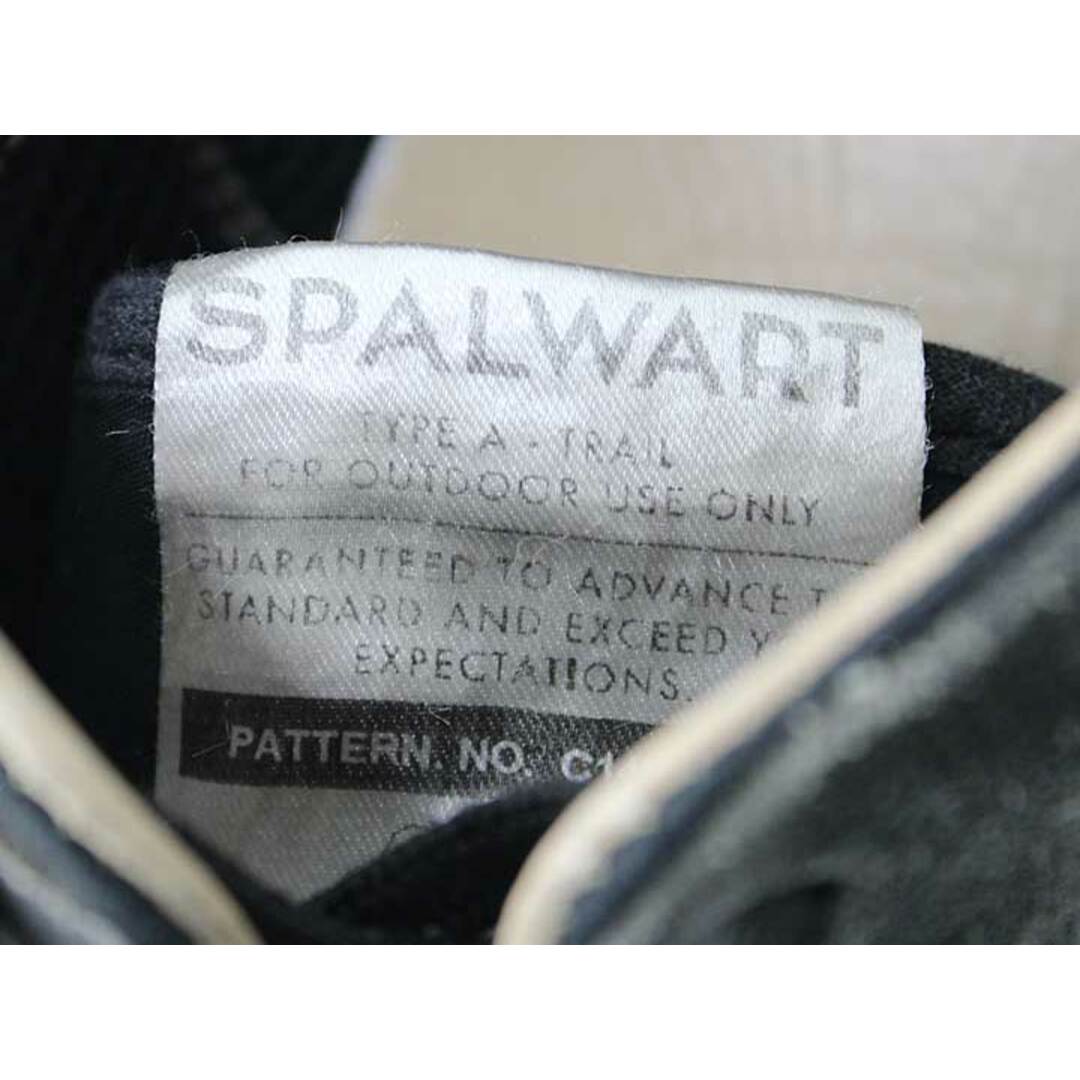 SPALWART
TYPE A - TRAIL
FOR OUTDOOR USE ONLY
GUARANTEED TO ADVANCE
STANDARD AND EXCEED
EXPECTATIONS.
PATTERN. NO.